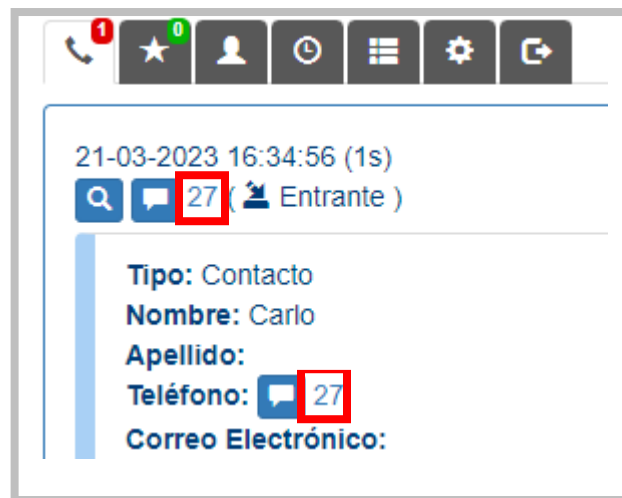 1
0
21-03-2023 16:34:56 (1s)
27 ( Entrante )
Tipo: Contacto
Nombre: Carlo
Apellido:
Teléfono: 27
Correo Electrónico: